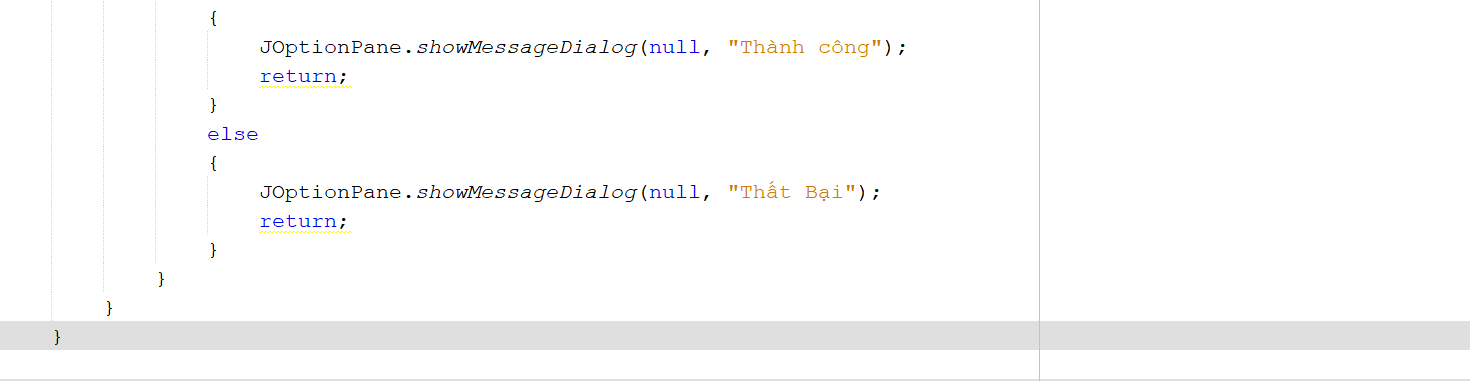 {
JOptionPane.showMessageDialog(null, "Thành công");
return;
}
else
{
JOptionPane.showMessageDialog(null, "Thất Bại");
return;
}
}
}
}